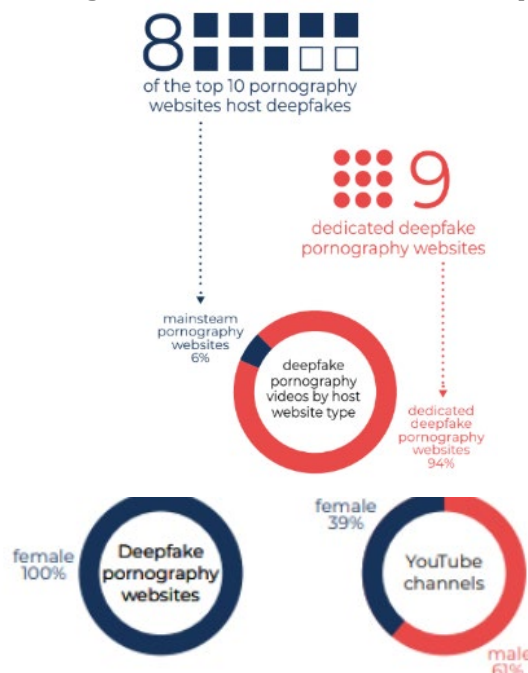 8
of the top 10 pornography
websites host deepfakes
9
dedicated deepfake
pornography websites
mainsteam
pornography
websites
6%
deepfake
pornography
videos by host
website type
dedicated
deepfake
pornography
websites
94%
female
100%
Deepfake
pornography
websites
female
39%
YouTube
channels
male
61%